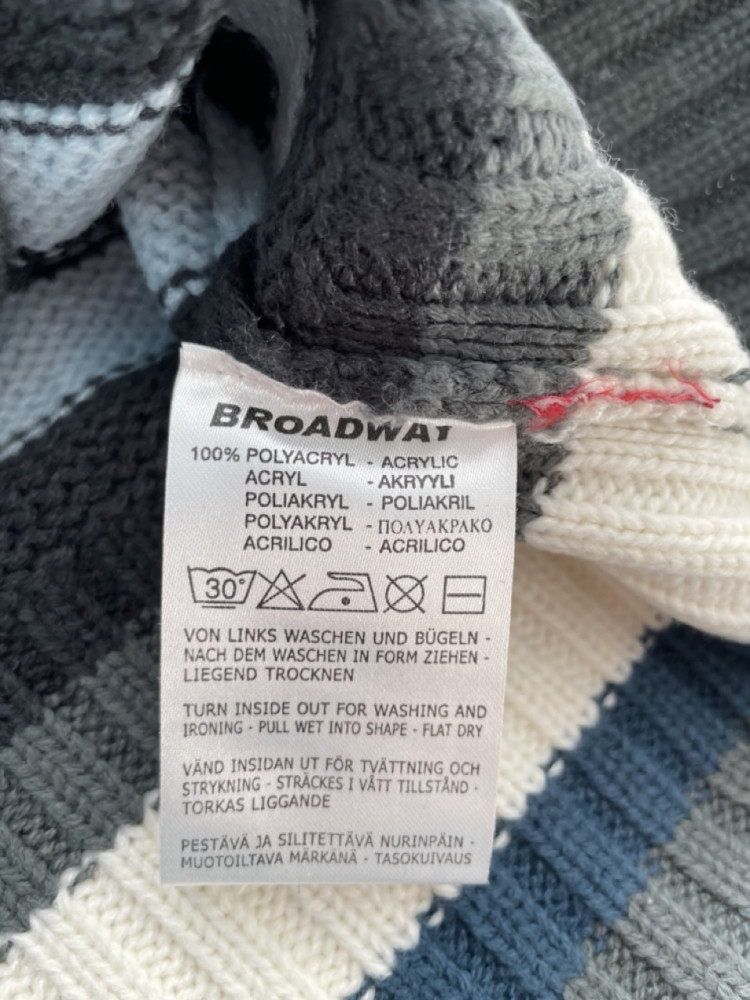 BROADWAY
100% POLYACRYL - ACRYLIC
ACRYL - AKRYYLI
POLIAKRYL - POLIAKRIL
POLYAKRYL - ΠΟΛΥΑΚΡΛΚΟ
ACRILICO - ACRILICO
30°
VON LINKS WASCHEN UND BÜGELN -
NACH DEM WASCHEN IN FORM ZIEHEN -
LIEGEND TROCKNEN
TURN INSIDE OUT FOR WASHING AND
IRONING - PULL WET INTO SHAPE - FLAT DRY
VÄND INSIDAN UT FÖR TVÄTTNING OCH
STRYKNING - STRÄCKES I VÅTT TILLSTÅND -
TORKAS LIGGANDE
PESTÄVÄ JA SILITETTÄVÄ NURINPÄIN -
MUOTOILTAVA MÄRKÄNÄ - TASOKUIVAUS